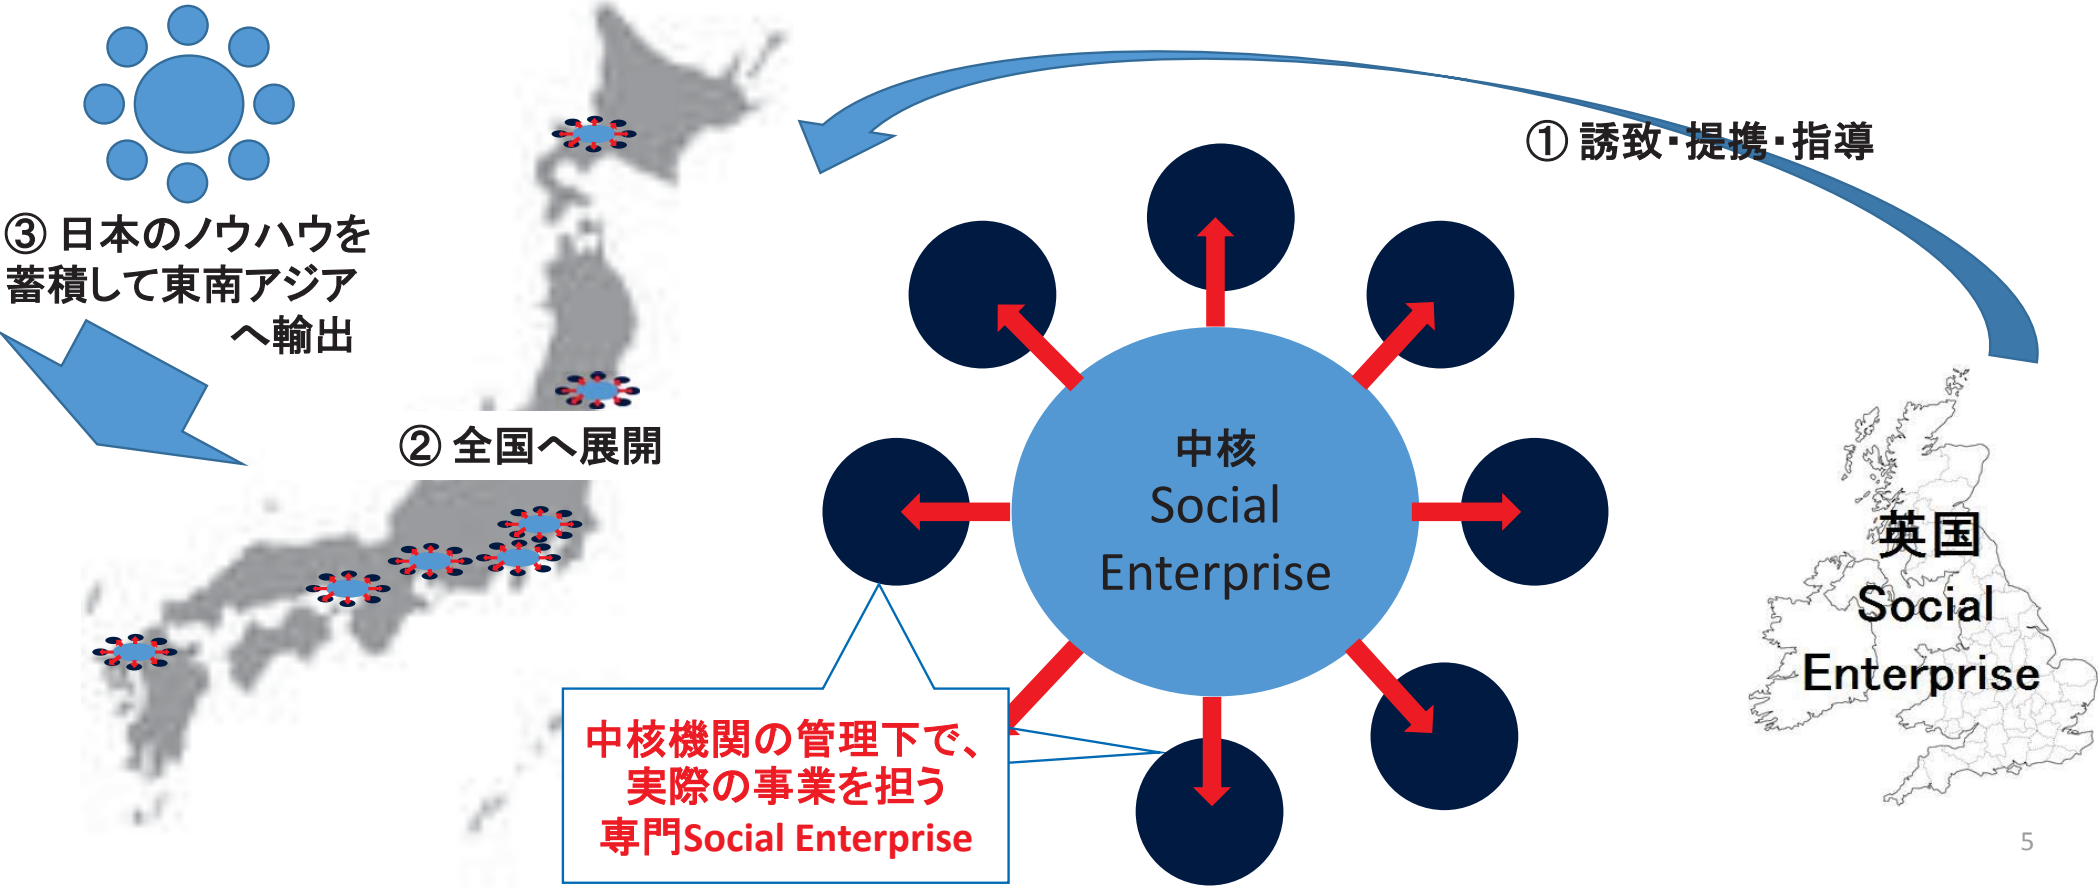 ① 誘致・提携・指導
③ 日本のノウハウを
蓄積して東南アジア
へ輸出
② 全国へ展開
中核
Social
Enterprise
英国
Social
Enterprise
中核機関の管理下で、
実際の事業を担う
専門Social Enterprise
5